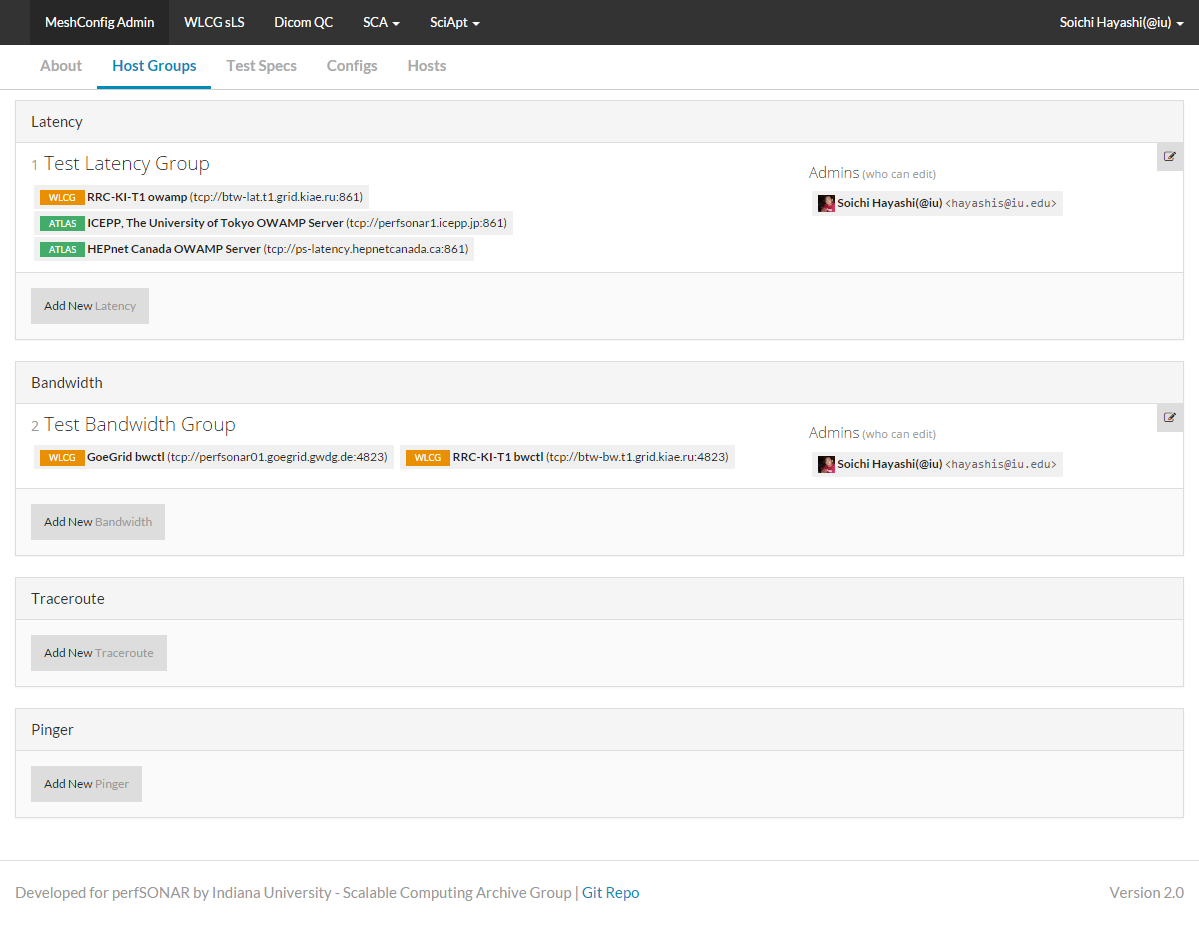 MeshConfig Admin WLCG sLS Dicom QC SCA SciApt Soichi Hayashi(@iu)
About Host Groups Test Specs Configs Hosts
Latency
1 Test Latency Group
Admins (who can edit)
WLCG RRC-KI-T1 owamp (tcp://btw-lat.t1.grid.kiae.ru:861)
Soichi Hayashi(@iu) <hayashis@iu.edu>
ATLAS ICEPP, The University of Tokyo OWAMP Server (tcp://perfsonar1.icepp.jp:861)
ATLAS HEPnet Canada OWAMP Server (tcp://ps-latency.hepnetcanada.ca:861)
Add New Latency
Bandwidth
2 Test Bandwidth Group
Admins (who can edit)
WLCG GoeGrid bwctl (tcp://perfsonar01.goegrid.gwdg.de:4823) WLCG RRC-KI-T1 bwctl (tcp://btw-bw.t1.grid.kiae.ru:4823)
Soichi Hayashi(@iu) <hayashis@iu.edu>
Add New Bandwidth
Traceroute
Add New Traceroute
Pinger
Add New Pinger
Developed for perfSONAR by Indiana University - Scalable Computing Archive Group | Git Repo Version 2.0